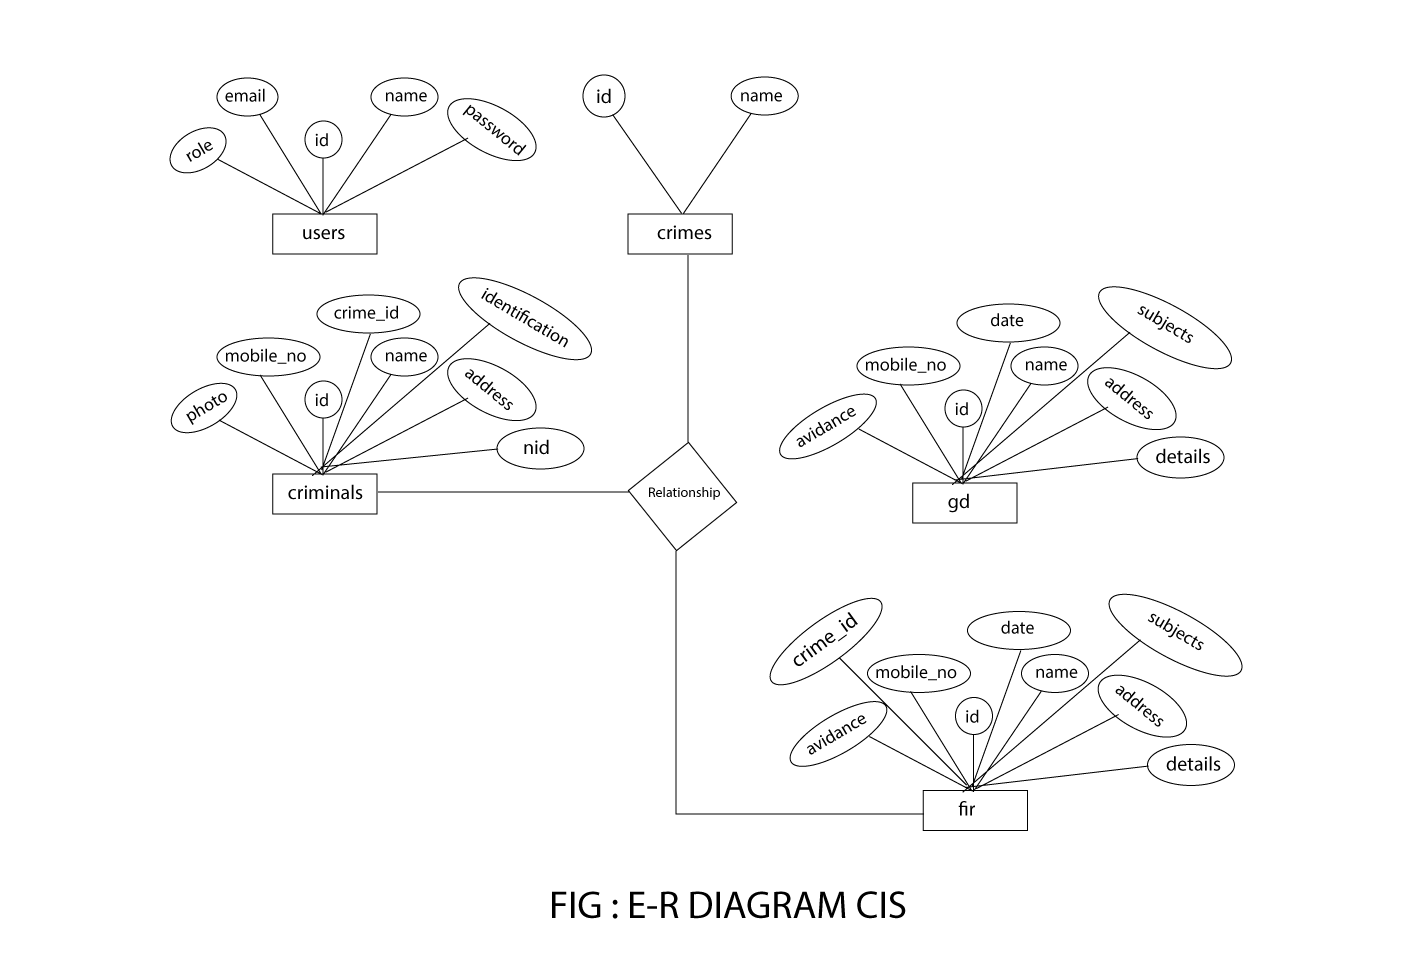 email
name
password
role
id
users
id
name
crimes
crime_id
identification
mobile_no
name
photo
id
address
nid
criminals
Relationship
date
subjects
mobile_no
name
avidance
id
address
details
gd
crime_id
date
subjects
mobile_no
name
avidance
id
address
details
fir
FIG : E-R DIAGRAM CIS